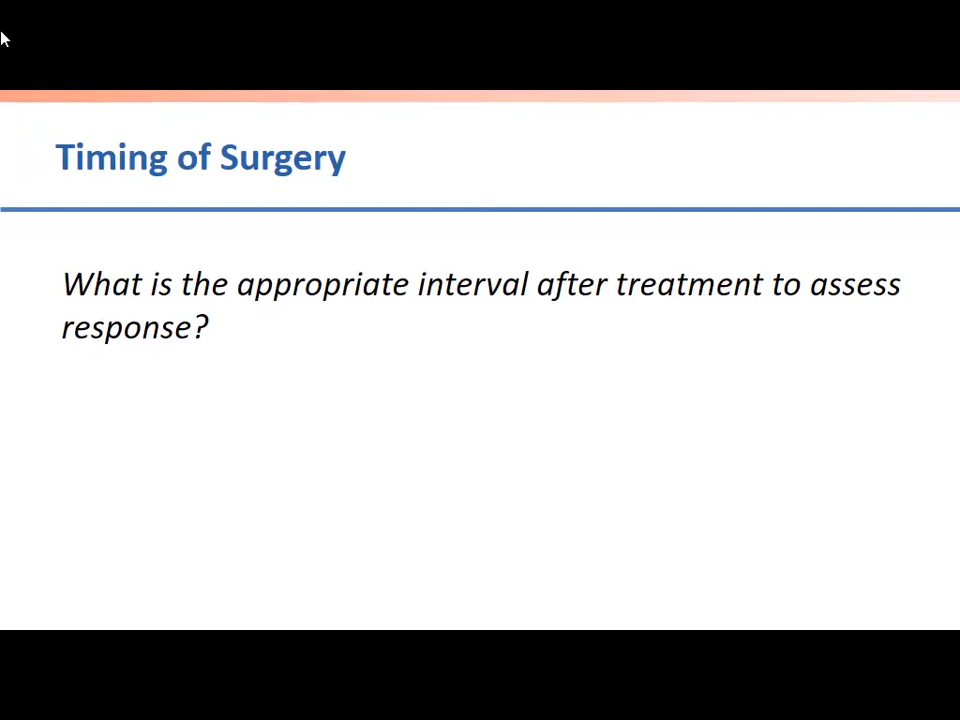 Timing of Surgery
What is the appropriate interval after treatment to assess
response?